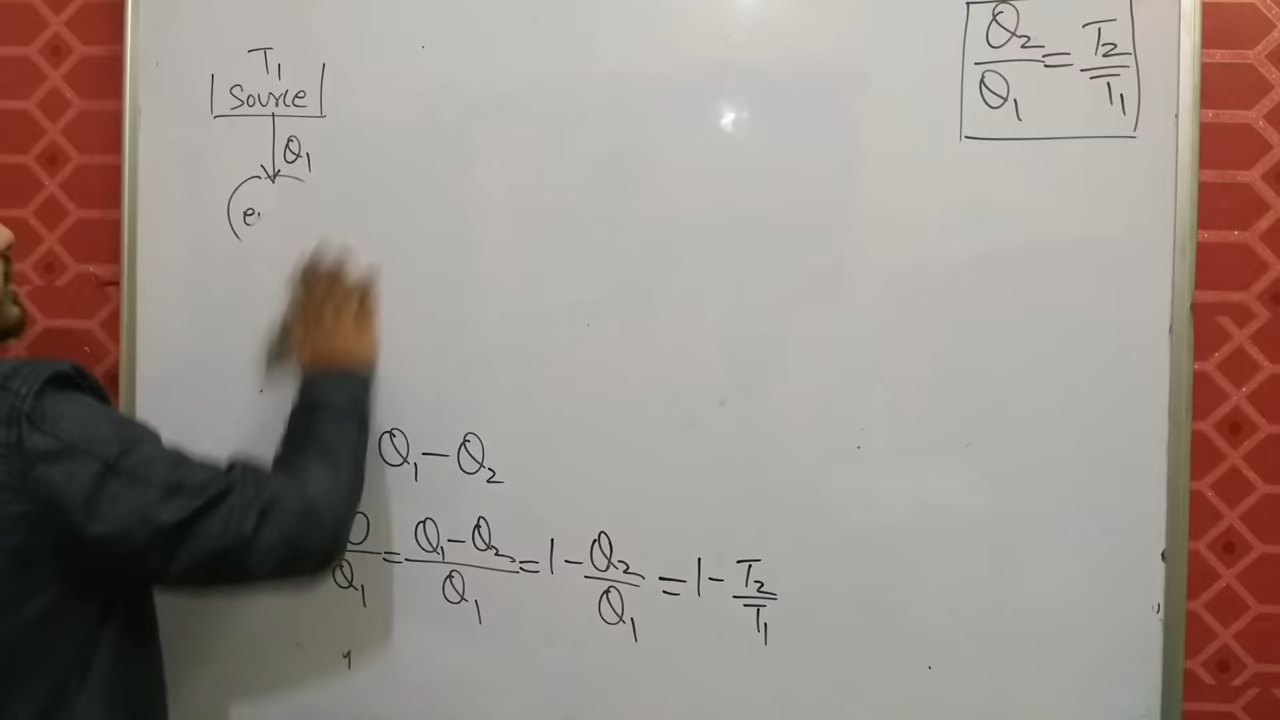 T₁
Source
Q₁
e.
Q₂/Q₁ = T₂/T₁
Q₁ - Q₂
/Q₁ = Q₁ - Q₂/Q₁ = 1 - Q₂/Q₁ = 1 - T₂/T₁